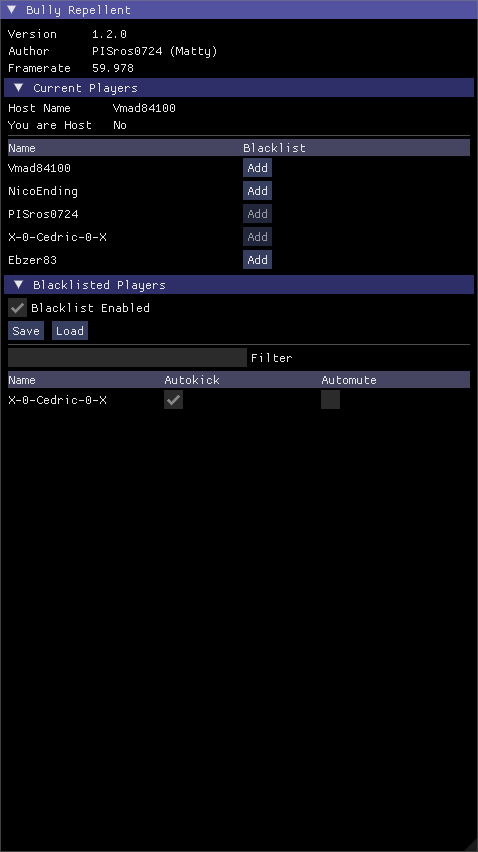 Bully Repellent
Version 1.2.0
Author PISros0724 (Matty)
Framerate 59.978
Current Players
Host Name Vmad84100
You are Host No
Name Blacklist
Vmad84100 Add
NicoEnding Add
PISros0724 Add
X-0-Cedric-0-X Add
Ebzer83 Add
Blacklisted Players
Blacklist Enabled
Save Load
Filter
Name Autokick Automute
X-0-Cedric-0-X